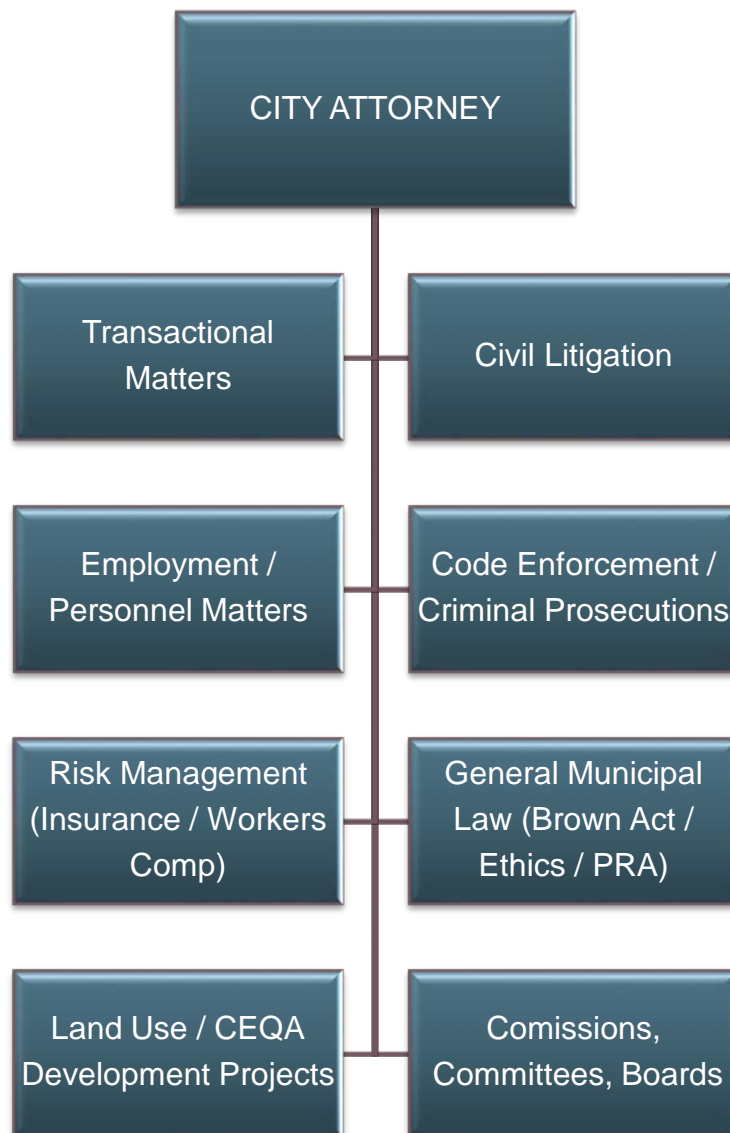 CITY ATTORNEY
Transactional
Matters
Civil Litigation
Employment /
Personnel Matters
Code Enforcement /
Criminal Prosecutions
Risk Management
(Insurance / Workers
Comp)
General Municipal
Law (Brown Act /
Ethics / PRA)
Land Use / CEQA
Development Projects
Comissions,
Committees, Boards